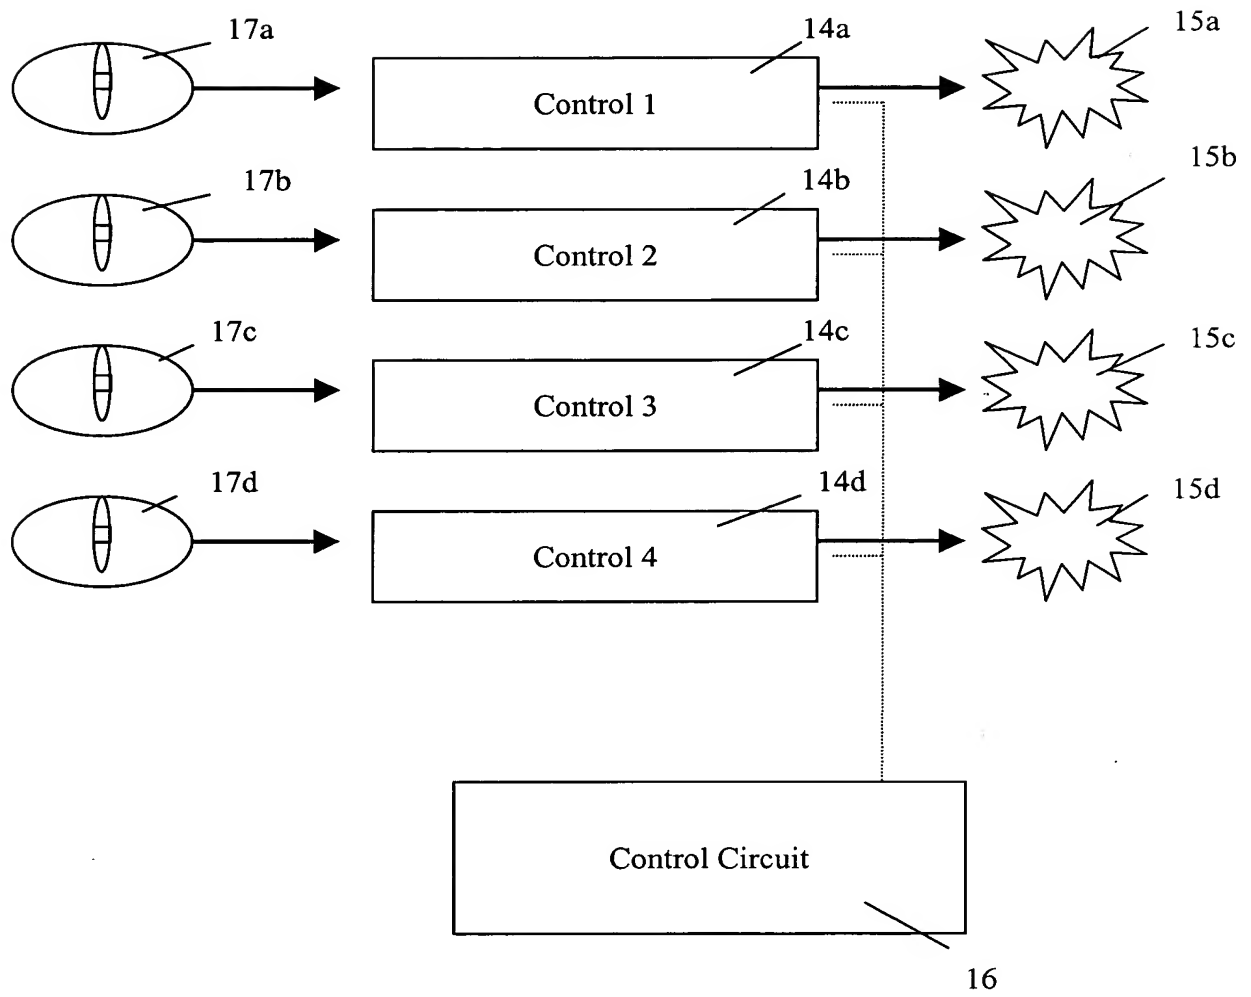 17a
14a
15a
Control 1
17b
14b
15b
Control 2
17c
14c
15c
Control 3
17d
14d
15d
Control 4
Control Circuit
16